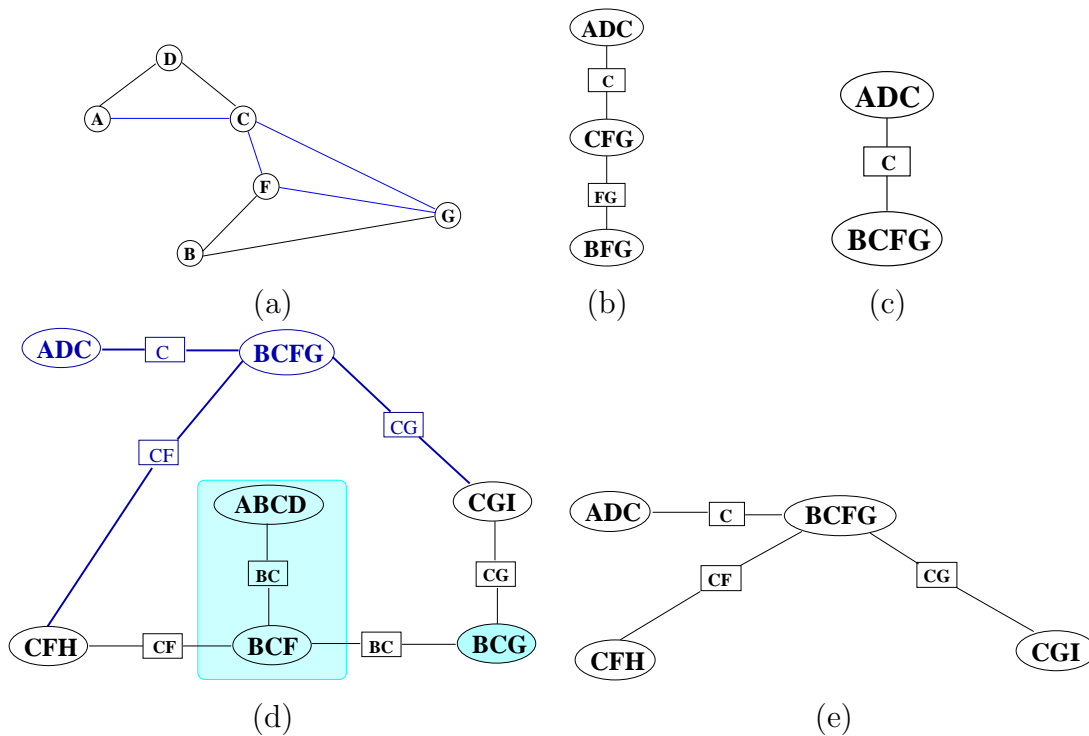 D
A
C
F
G
B
(a)
ADC
C
CFG
FG
BFG
(b)
ADC
C
BCFG
(c)
ADC
C
BCFG
CF
CG
ABCD
CGI
BC
CG
CFH
CF
BCF
BC
BCG
(d)
ADC
C
BCFG
CF
CG
CFH
CGI
(e)